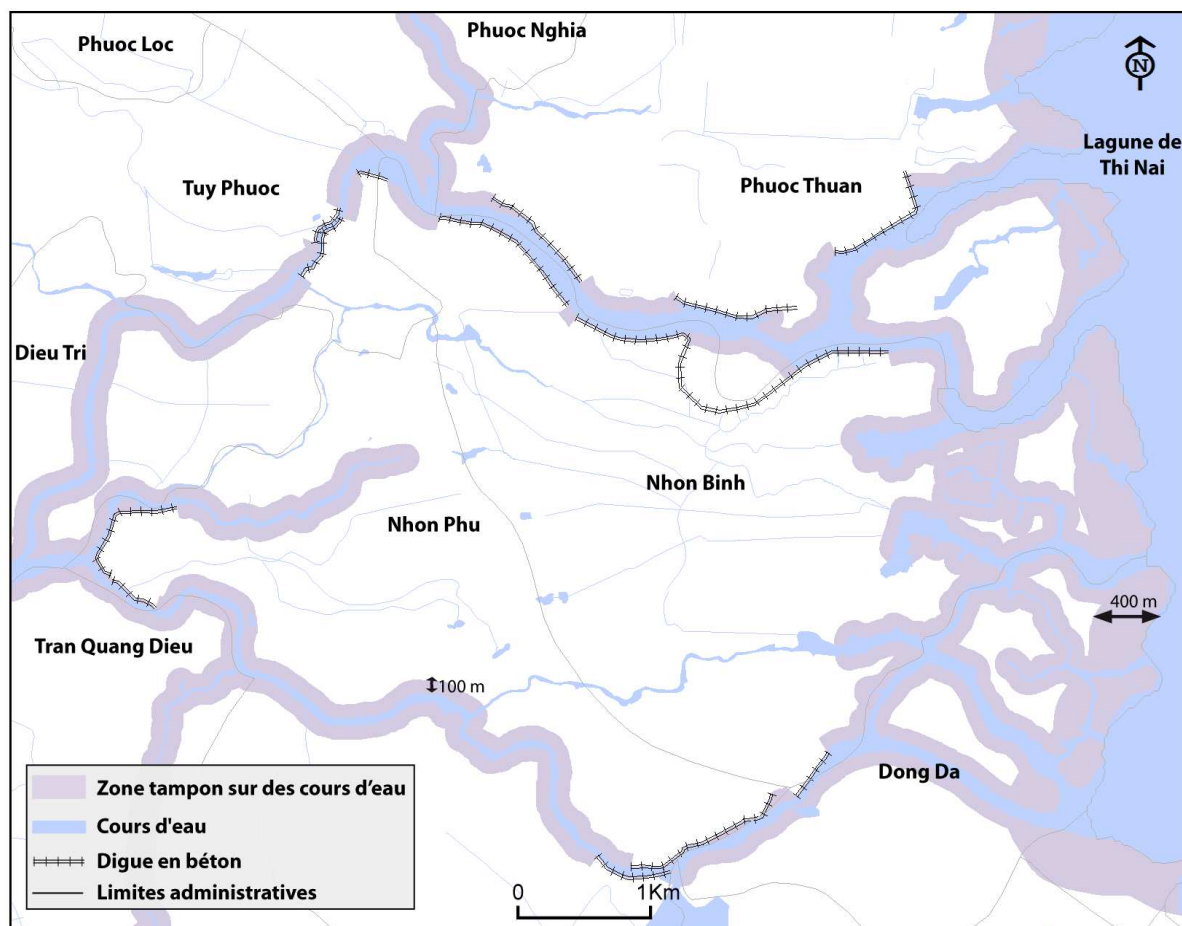 Phuoc Nghia
Phuoc Loc
N
Lagune de
Thi Nai
Tuy Phuoc
Phuoc Thuan
Dieu Tri
Nhon Binh
Nhon Phu
400 m
Tran Quang Dieu
100 m
Dong Da
Zone tampon sur des cours d'eau
Cours d'eau
Digue en béton
Limites administratives
0 1Km